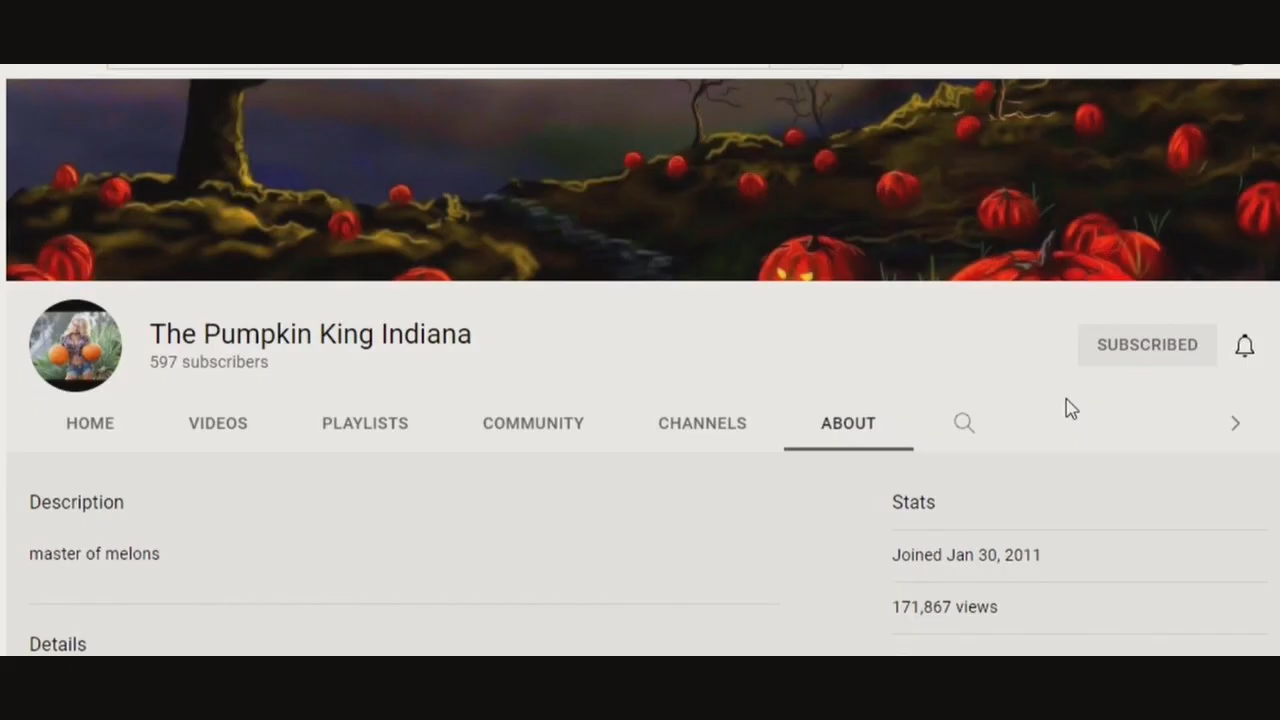 The Pumpkin King Indiana
597 subscribers
SUBSCRIBED
HOME VIDEOS PLAYLISTS COMMUNITY CHANNELS ABOUT
Description
Stats
master of melons
Joined Jan 30, 2011
171,867 views
Details